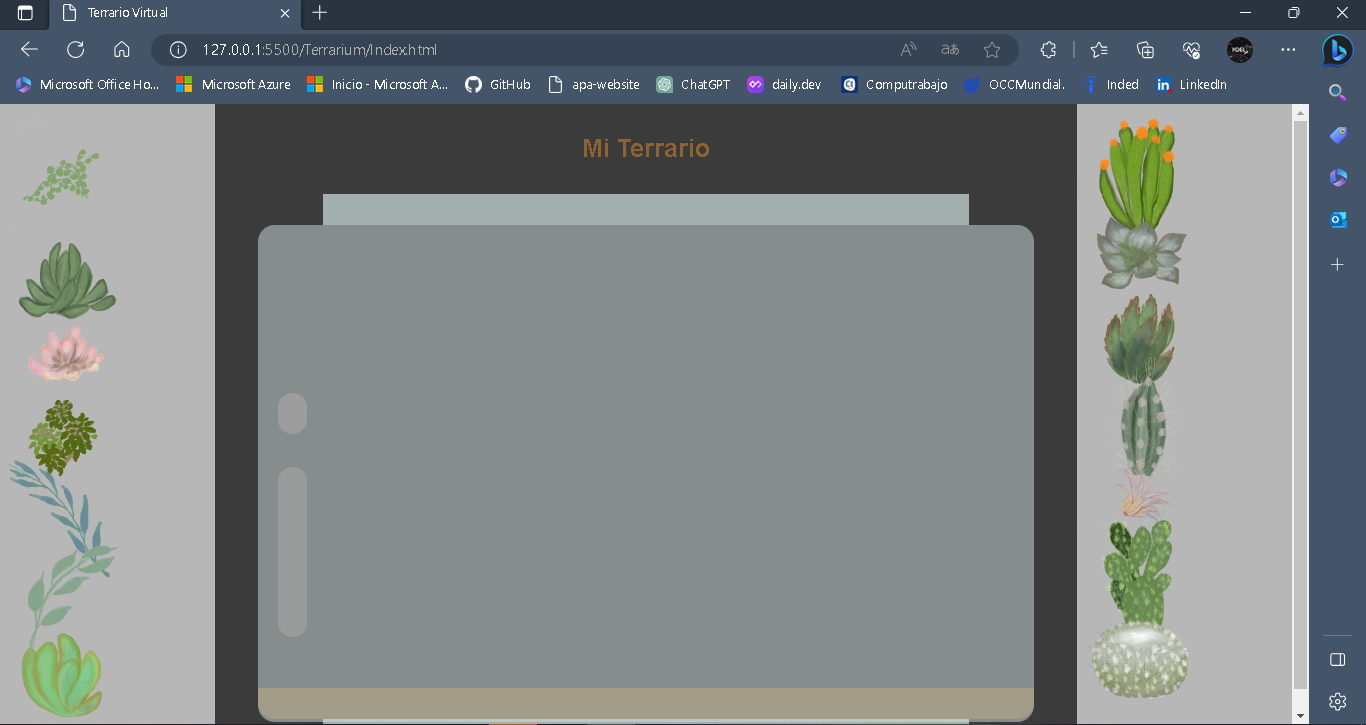 Terrario Virtual
127.0.0.1:5500/Terrarium/Index.html
Microsoft Office Ho...
Microsoft Azure
Inicio - Microsoft A...
GitHub
apa-website
ChatGPT
daily.dev
Computrabajo
OCCMundial.
Inded
LinkedIn
Mi Terrario